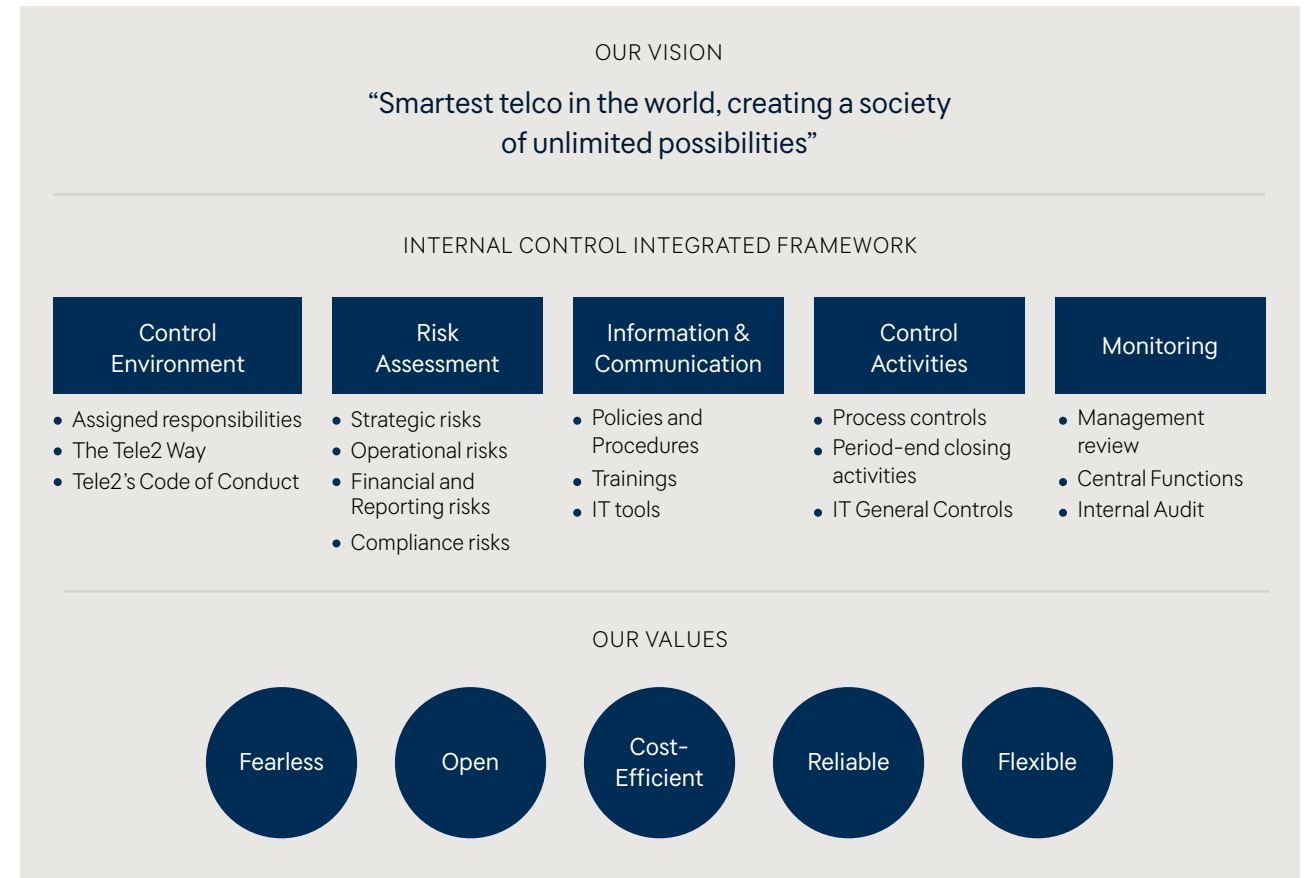 OUR VISION
“Smartest telco in the world, creating a society
of unlimited possibilities”
INTERNAL CONTROL INTEGRATED FRAMEWORK
Control
Environment
• Assigned responsibilities
• The Tele2 Way
• Tele2’s Code of Conduct
Risk
Assessment
• Strategic risks
• Operational risks
• Financial and
Reporting risks
• Compliance risks
Information &
Communication
• Policies and
Procedures
• Trainings
• IT tools
Control
Activities
• Process controls
• Period-end closing
activities
• IT General Controls
Monitoring
• Management
review
• Central Functions
• Internal Audit
OUR VALUES
Fearless
Open
Cost-
Efficient
Reliable
Flexible